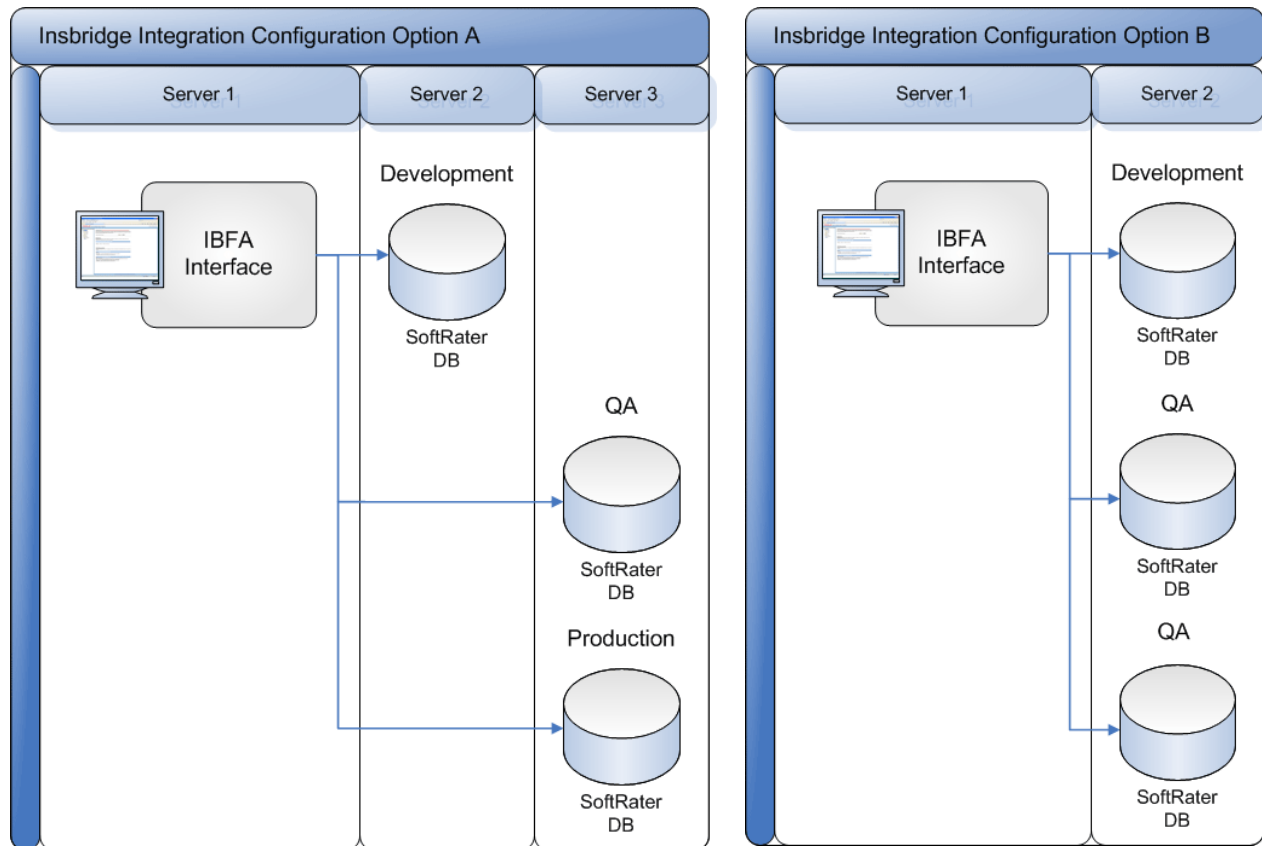 Insbridge Integration Configuration Option A
Server 1
Server 2
Server 3
Development
IBFA
Interface
SoftRater
DB
QA
SoftRater
DB
Production
SoftRater
DB
Insbridge Integration Configuration Option B
Server 1
Server 2
Development
IBFA
Interface
SoftRater
DB
QA
SoftRater
DB
QA
SoftRater
DB